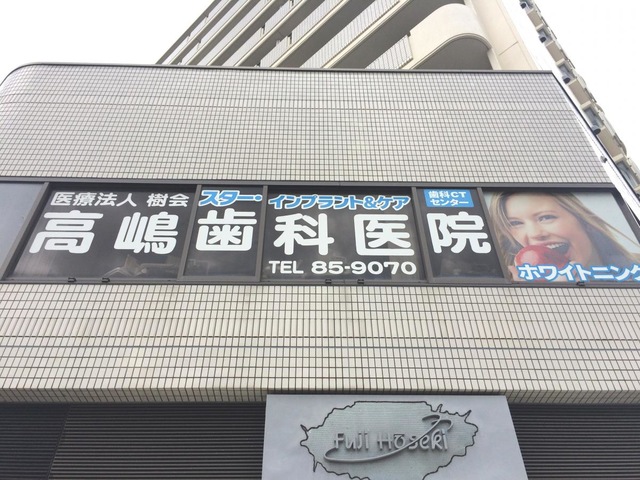 医療法人 樹会
スター・インプラント&ケア
歯科CT
センター
高嶋歯科医院
TEL 85-9070
ホワイトニング
Fuji Hoseki